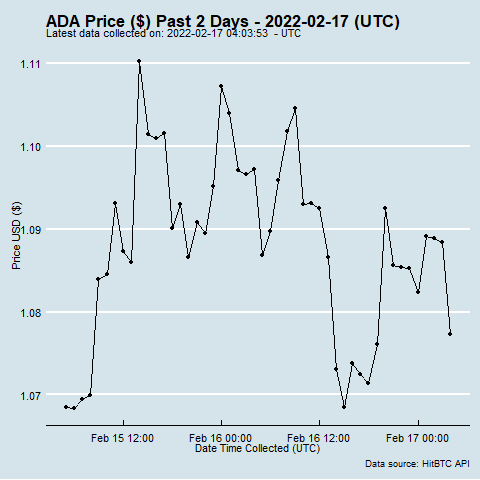 ADA Price ($) Past 2 Days - 2022-02-17 (UTC)
Latest data collected on: 2022-02-17 04:03:53 - UTC
1.11
1.10
1.09
1.08
1.07
Price USD ($)
Feb 15 12:00
Feb 16 00:00
Feb 16 12:00
Feb 17 00:00
Date Time Collected (UTC)
Data source: HitBTC API